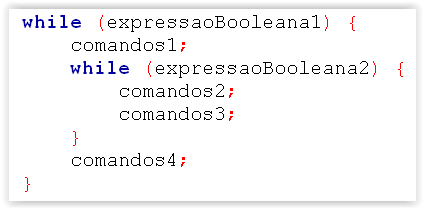 while (expressaoBooleana1) {
    comandos1;
    while (expressaoBooleana2) {
        comandos2;
        comandos3;
    }
    comandos4;
}